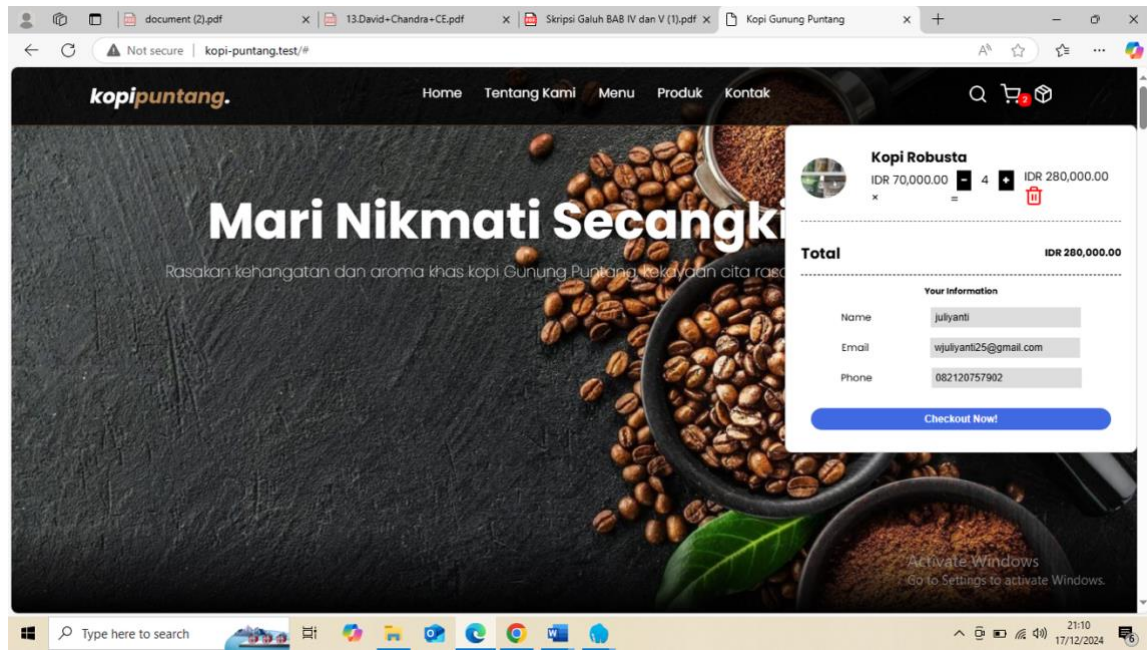 document (2).pdf
13.David+Chandra+CE.pdf
Skripsi Galuh BAB IV dan V (1).pdf
Kopi Gunung Puntang
Not secure
kopi-puntang.test/#
kopipuntang.
Home Tentang Kami Menu Produk Kontak
2
Kopi Robusta
IDR 70,000.00 - 4 + IDR 280,000.00
× =
Total IDR 280,000.00
Your Information
Name juliyanti
Email wjuliyanti25@gmail.com
Phone 082120757902
Checkout Now!
Mari Nikmati Secangki
Rasakan kehangatan dan aroma khas kopi Gunung Puntang, kekayaan cita rasa
Activate Windows
Go to Settings to activate Windows.
Type here to search
21:10
17/12/2024
6